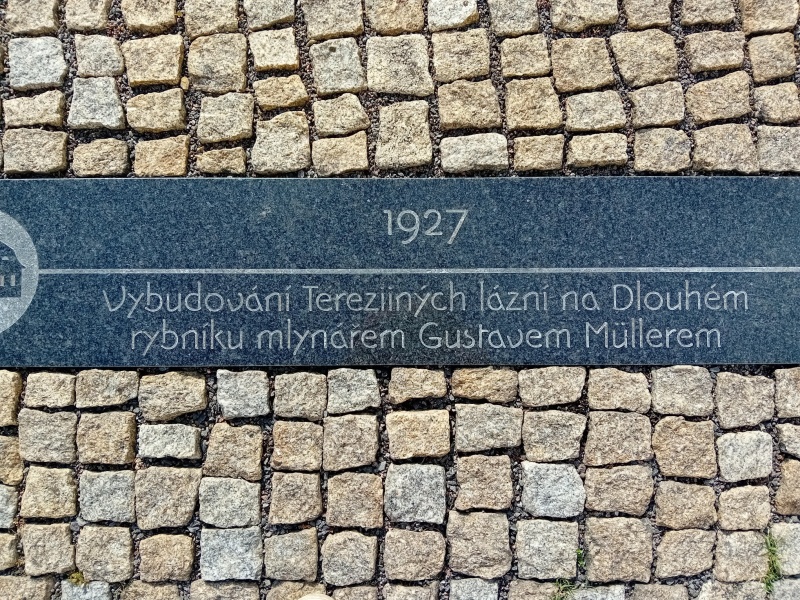 1927
Vybudování Tereziiných lázní na Dlouhém
rybníku mlynářem Gustavem Müllerem